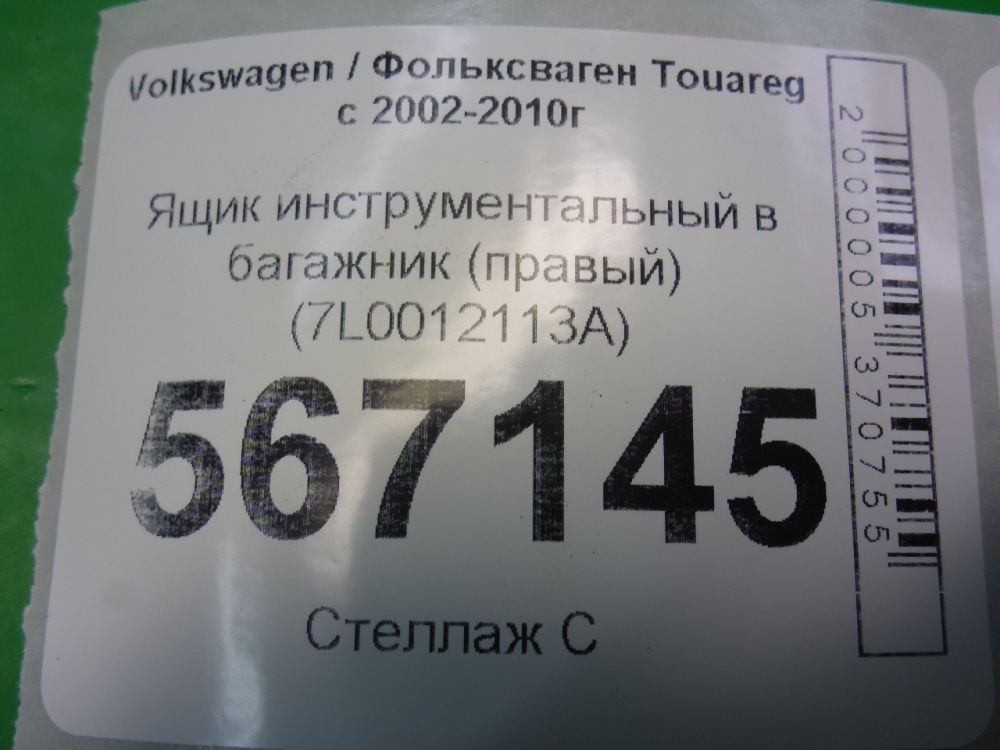 Volkswagen / Фольксваген Touareg
с 2002-2010г
Ящик инструментальный в
багажник (правый)
(7L0012113A)
567145
Стеллаж С
2000005370755